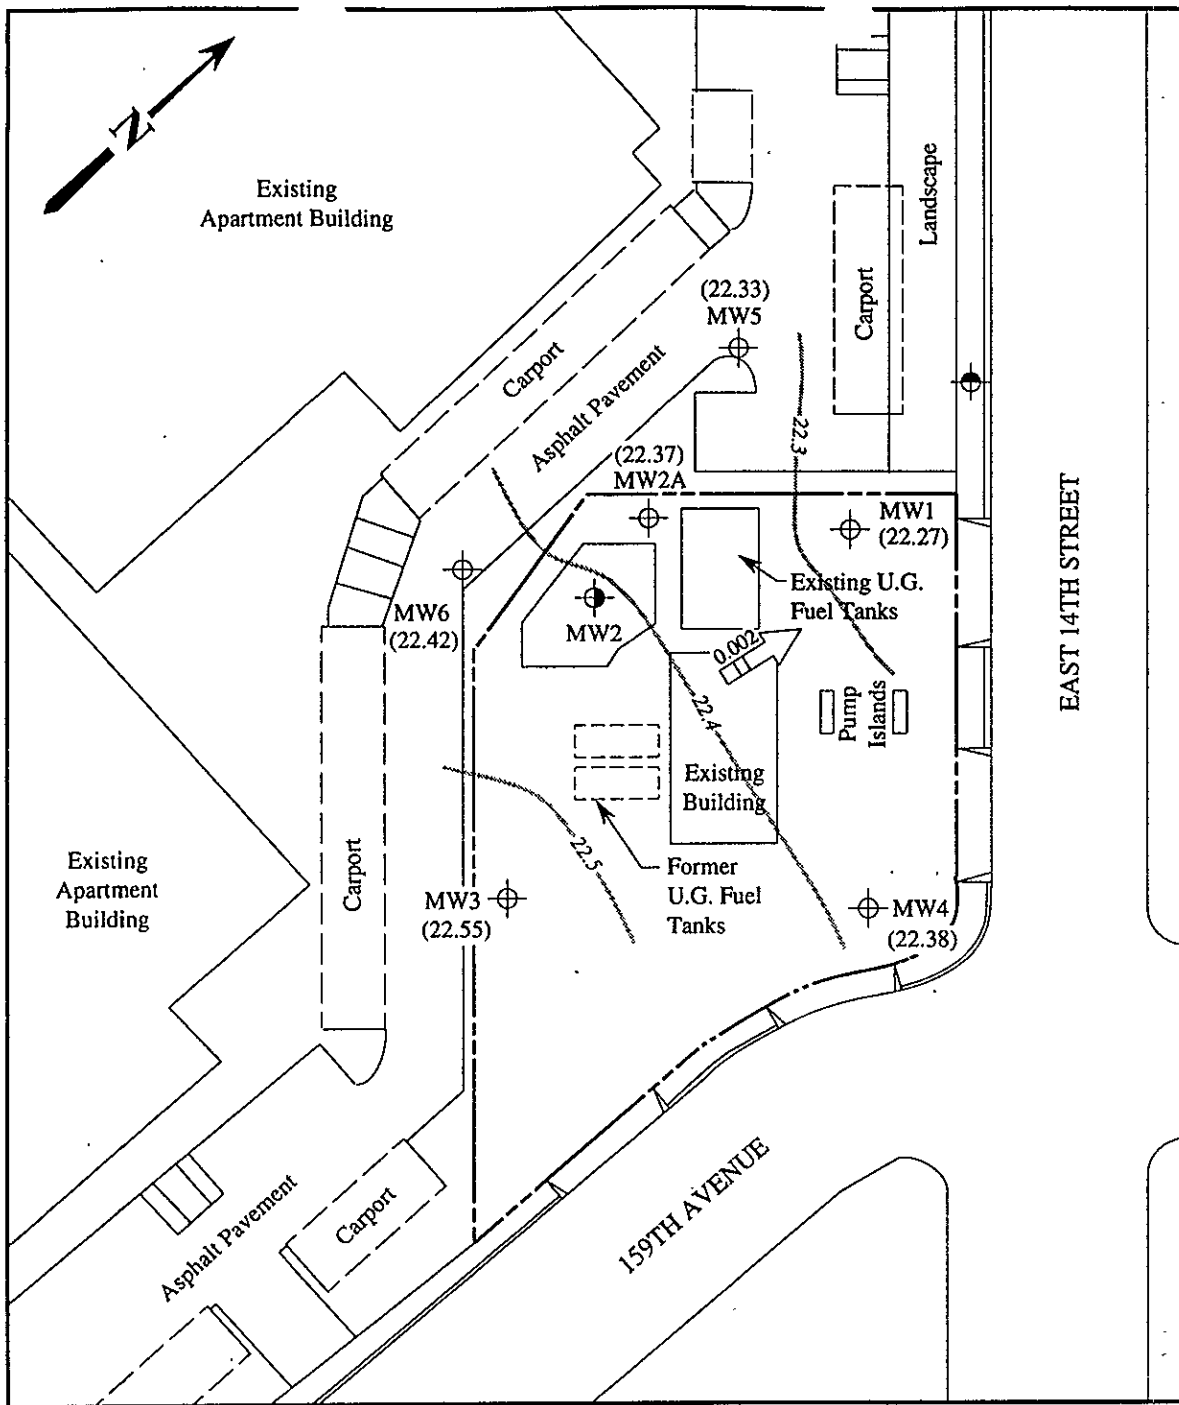 N
Existing
Apartment Building
Landscape
Carport
(22.33)
MW5
Carport
Asphalt Pavement
22.3
(22.37)
MW2A
MW1
(22.27)
Existing U.G.
Fuel Tanks
MW6
(22.42)
MW2
0.002
EAST 14TH STREET
22.4
Pump
Islands
Existing
Building
22.5
Former
U.G. Fuel
Tanks
Existing
Apartment
Building
Carport
MW3
(22.55)
MW4
(22.38)
159TH AVENUE
Carport
Asphalt Pavement